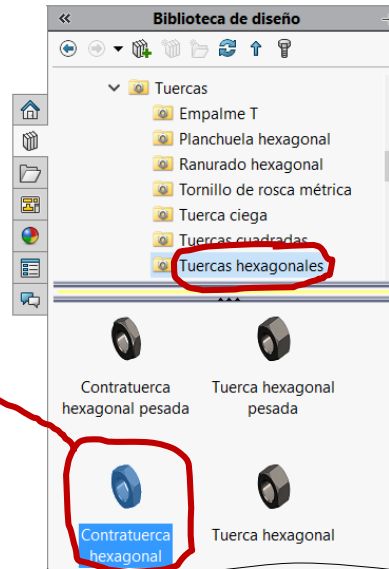 Biblioteca de diseño
Tuercas
Empalme T
Planchuela hexagonal
Ranurado hexagonal
Tornillo de rosca métrica
Tuerca ciega
Tuercas cuadradas
Tuercas hexagonales
Contratuerca
hexagonal pesada
Tuerca hexagonal
pesada
Contratuerca
hexagonal
Tuerca hexagonal